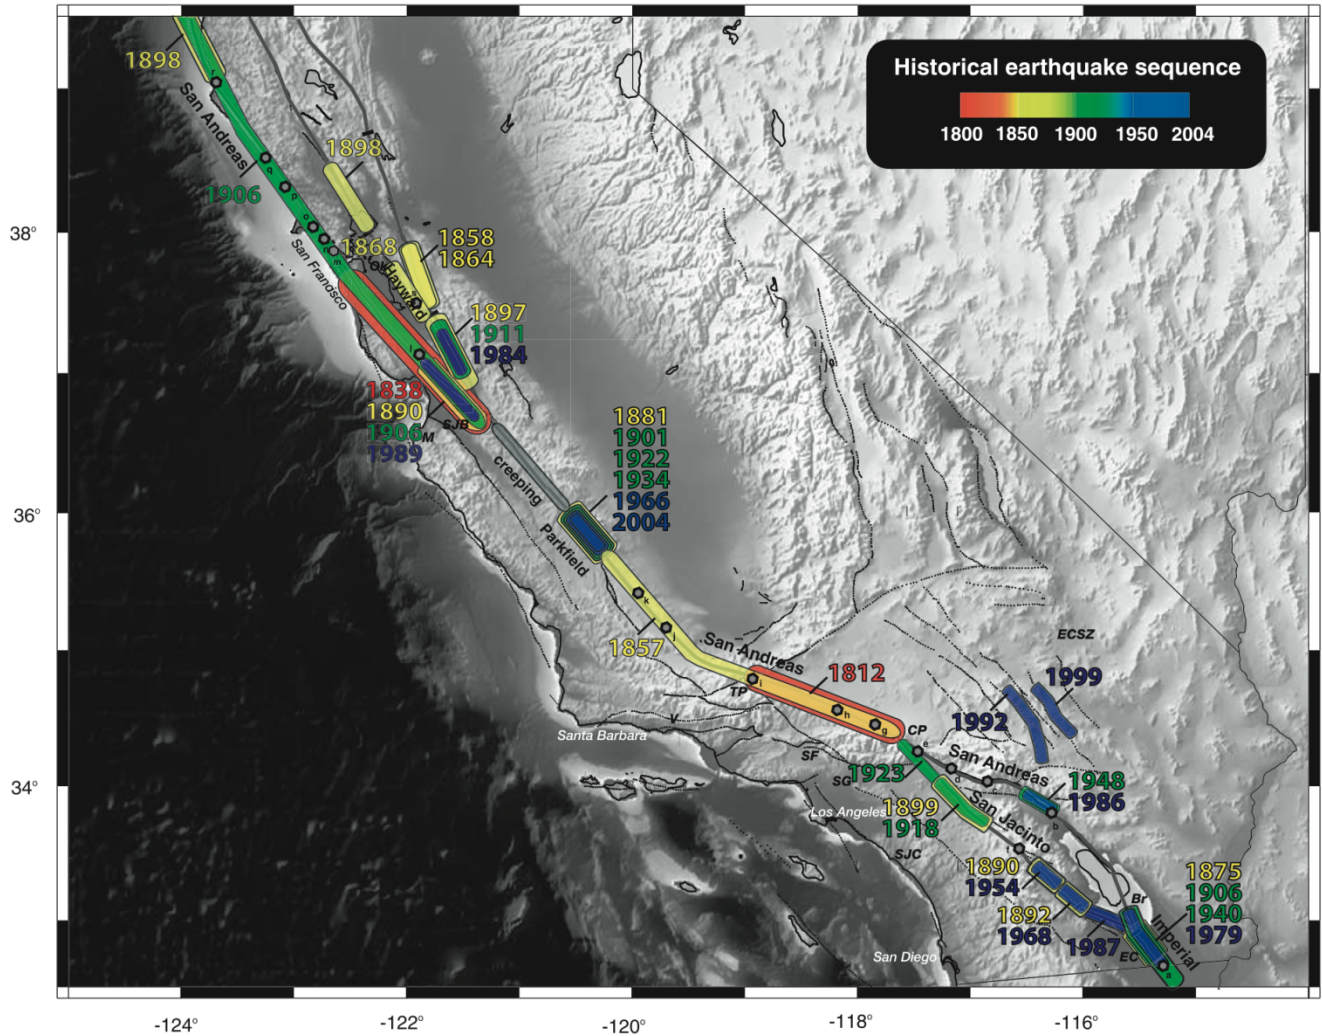 Historical earthquake sequence
1800 1850 1900 1950 2004
1898
San Andreas
1906
1898
1868
1858
1864
San Frandsco
Hayward
1897
1911
1984
1838
1890
1906
1989
M
SJB
creeping
Parkfield
1881
1901
1922
1934
1966
2004
1857
San Andreas
1812
TP
V
Santa Barbara
SF
SG
CP
1923
ECSZ
1999
1992
San Andreas
1948
1986
1899
1918
San Jacinto
Los Angeles
SJC
1890
1954
1892
1968
1987
San Diego
1875
1906
1940
1979
Br
Imperial
EC
r
q
p
o
m
l
k
j
i
h
g
e
d
c
b
f
a
38°
36°
34°
-124° -122° -120° -118° -116°